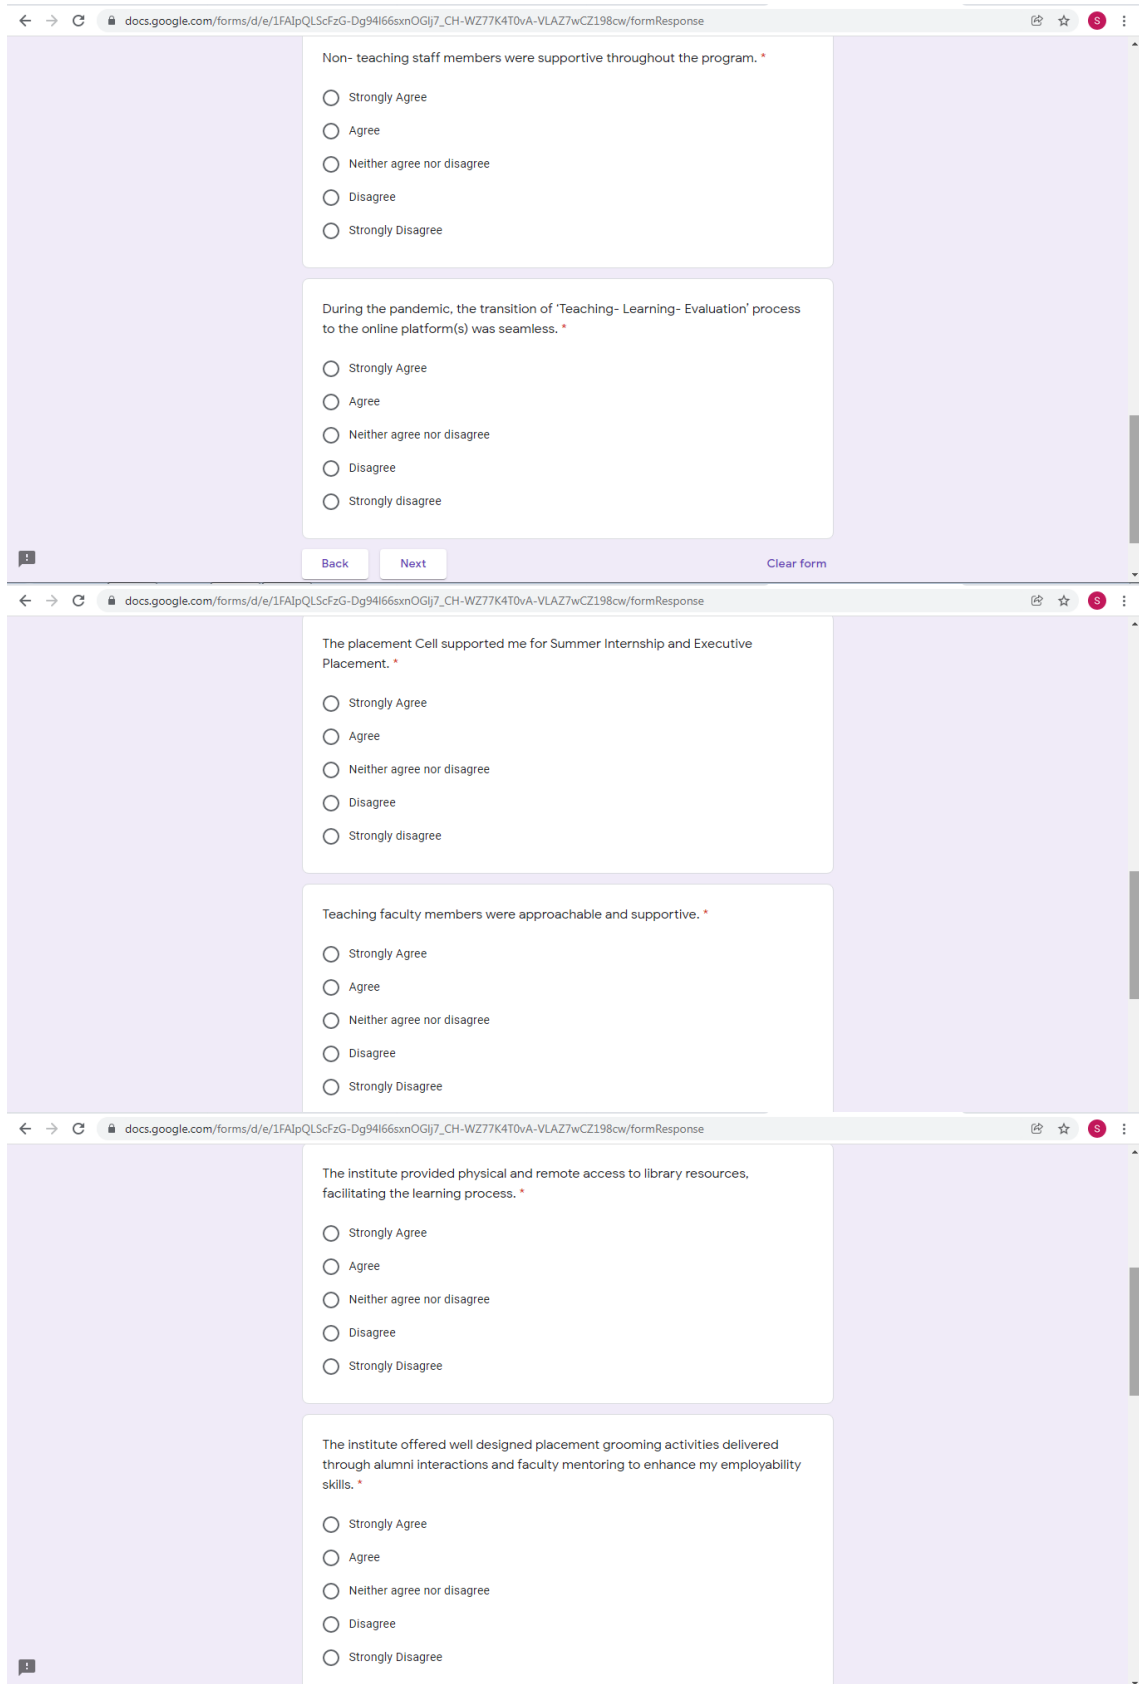 docs.google.com/forms/d/e/1FAIpQLScFzG-Dg94I66sxnOGlj7_CH-WZ77K4T0vA-VLAZ7wCZ198cw/formResponse
S
Non- teaching staff members were supportive throughout the program. *
Strongly Agree
Agree
Neither agree nor disagree
Disagree
Strongly Disagree
During the pandemic, the transition of ‘Teaching- Learning- Evaluation’ process
to the online platform(s) was seamless. *
Strongly Agree
Agree
Neither agree nor disagree
Disagree
Strongly disagree
Back Next Clear form
docs.google.com/forms/d/e/1FAIpQLScFzG-Dg94I66sxnOGlj7_CH-WZ77K4T0vA-VLAZ7wCZ198cw/formResponse
S
The placement Cell supported me for Summer Internship and Executive
Placement. *
Strongly Agree
Agree
Neither agree nor disagree
Disagree
Strongly disagree
Teaching faculty members were approachable and supportive. *
Strongly Agree
Agree
Neither agree nor disagree
Disagree
Strongly Disagree
docs.google.com/forms/d/e/1FAIpQLScFzG-Dg94I66sxnOGlj7_CH-WZ77K4T0vA-VLAZ7wCZ198cw/formResponse
S
The institute provided physical and remote access to library resources,
facilitating the learning process. *
Strongly Agree
Agree
Neither agree nor disagree
Disagree
Strongly Disagree
The institute offered well designed placement grooming activities delivered
through alumni interactions and faculty mentoring to enhance my employability
skills. *
Strongly Agree
Agree
Neither agree nor disagree
Disagree
Strongly Disagree